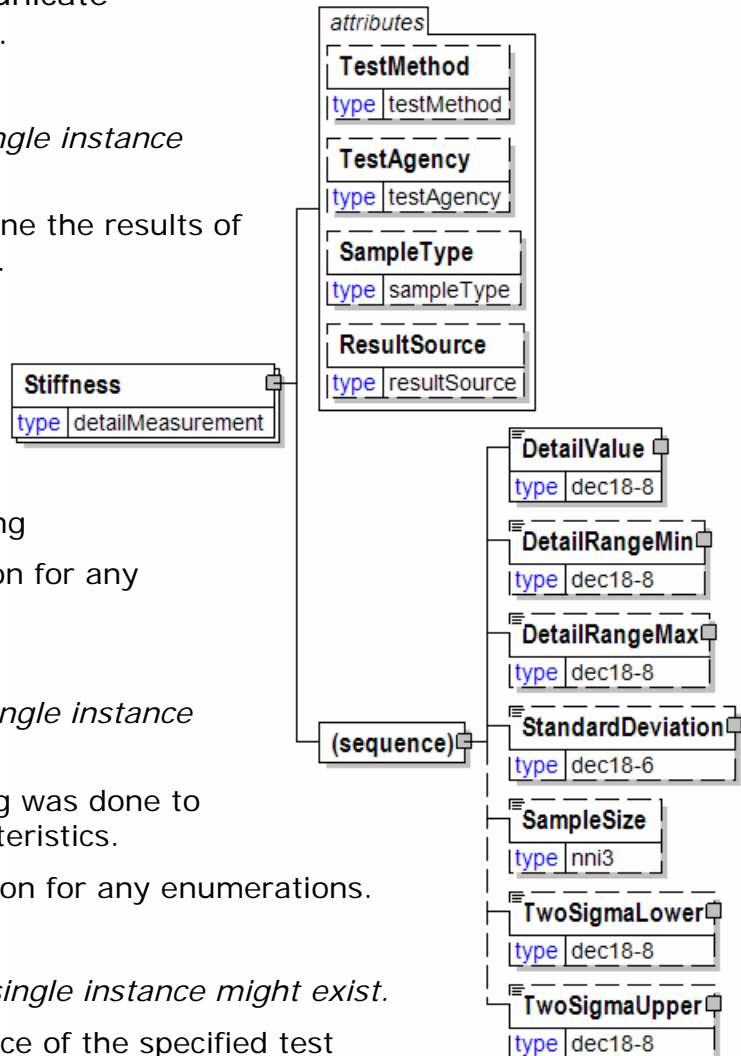 unicate
.
ngle instance
ne the results of
.
ng
on for any
ngle instance
g was done to
teristics.
on for any enumerations.
single instance might exist.
ce of the specified test
attributes
TestMethod
type testMethod
TestAgency
type testAgency
SampleType
type sampleType
ResultSource
type resultSource
Stiffness
type detailMeasurement
(sequence)
DetailValue
type dec18-8
DetailRangeMin
type dec18-8
DetailRangeMax
type dec18-8
StandardDeviation
type dec18-6
SampleSize
type nni3
TwoSigmaLower
type dec18-8
TwoSigmaUpper
type dec18-8